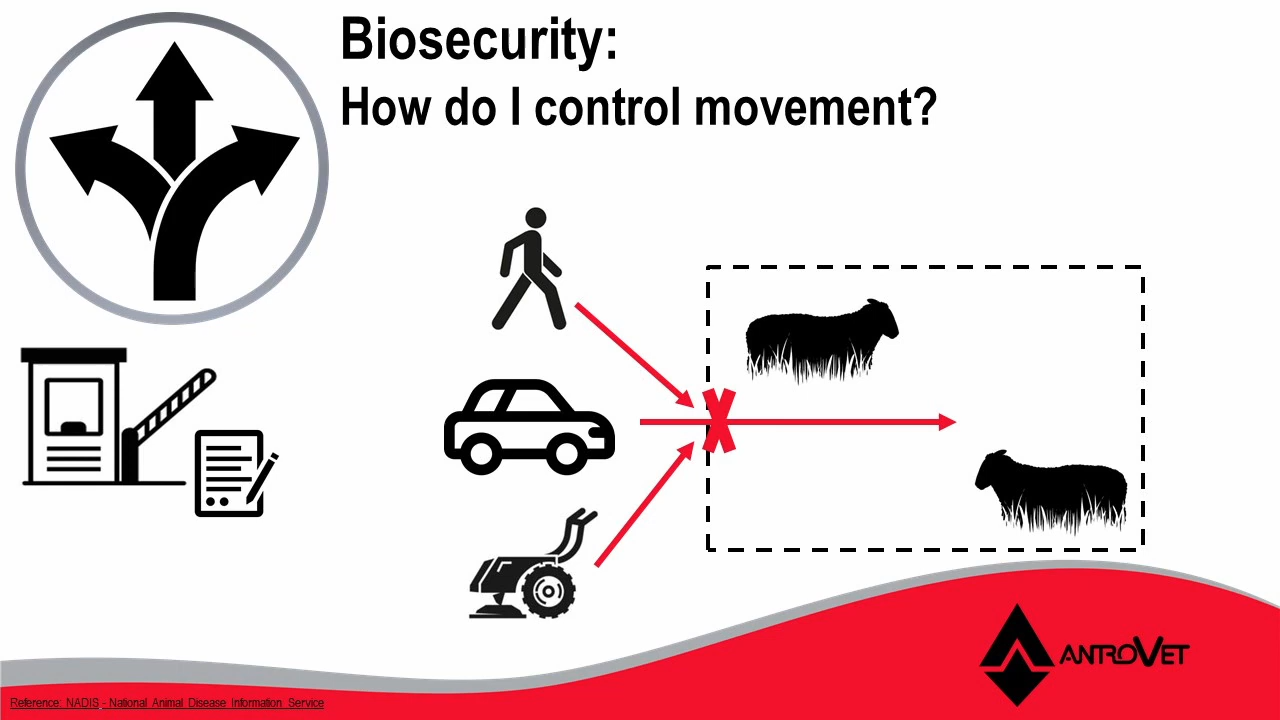 Biosecurity:
How do I control movement?
ANTROVET
Reference: NADIS - National Animal Disease Information Service